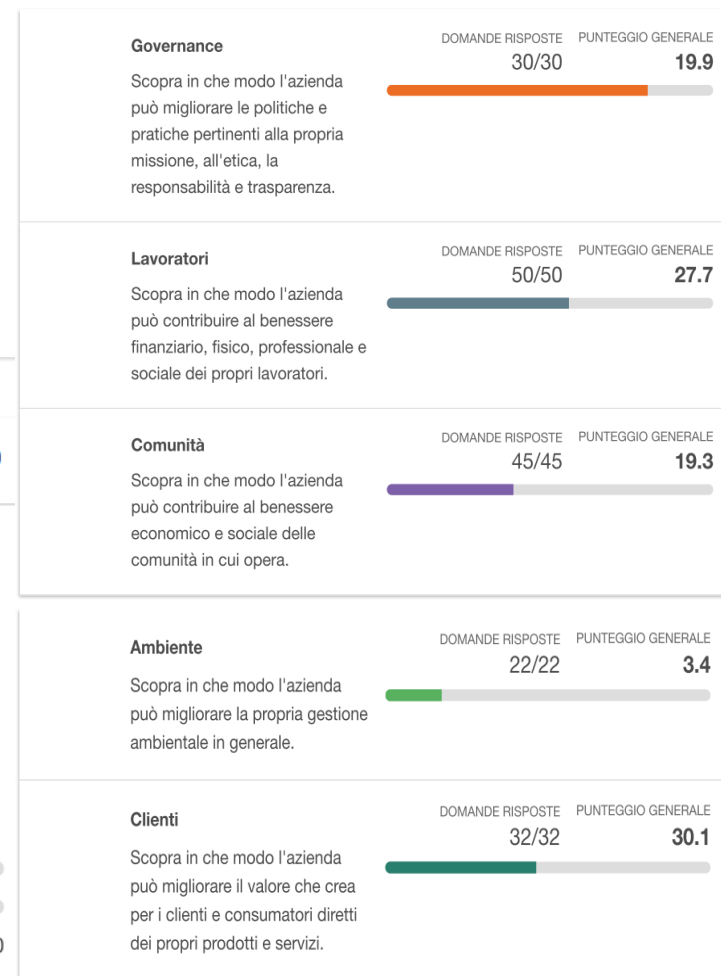 Governance
DOMANDE RISPOSTE PUNTEGGIO GENERALE
30/30 19.9
Scopra in che modo l'azienda
può migliorare le politiche e
pratiche pertinenti alla propria
missione, all'etica, la
responsabilità e trasparenza.
Lavoratori
DOMANDE RISPOSTE PUNTEGGIO GENERALE
50/50 27.7
Scopra in che modo l'azienda
può contribuire al benessere
finanziario, fisico, professionale e
sociale dei propri lavoratori.
Comunità
DOMANDE RISPOSTE PUNTEGGIO GENERALE
45/45 19.3
Scopra in che modo l'azienda
può contribuire al benessere
economico e sociale delle
comunità in cui opera.
Ambiente
DOMANDE RISPOSTE PUNTEGGIO GENERALE
22/22 3.4
Scopra in che modo l'azienda
può migliorare la propria gestione
ambientale in generale.
Clienti
DOMANDE RISPOSTE PUNTEGGIO GENERALE
32/32 30.1
Scopra in che modo l'azienda
può migliorare il valore che crea
per i clienti e consumatori diretti
dei propri prodotti e servizi.